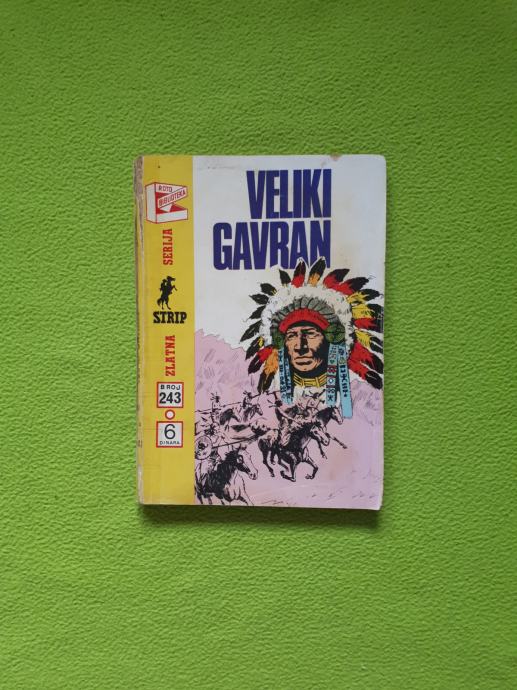 ROTO
BIBLIOTEKA
ZLATNA
STRIP
SERIJA
BROJ
243
6
DINARA
VELIKI
GAVRAN